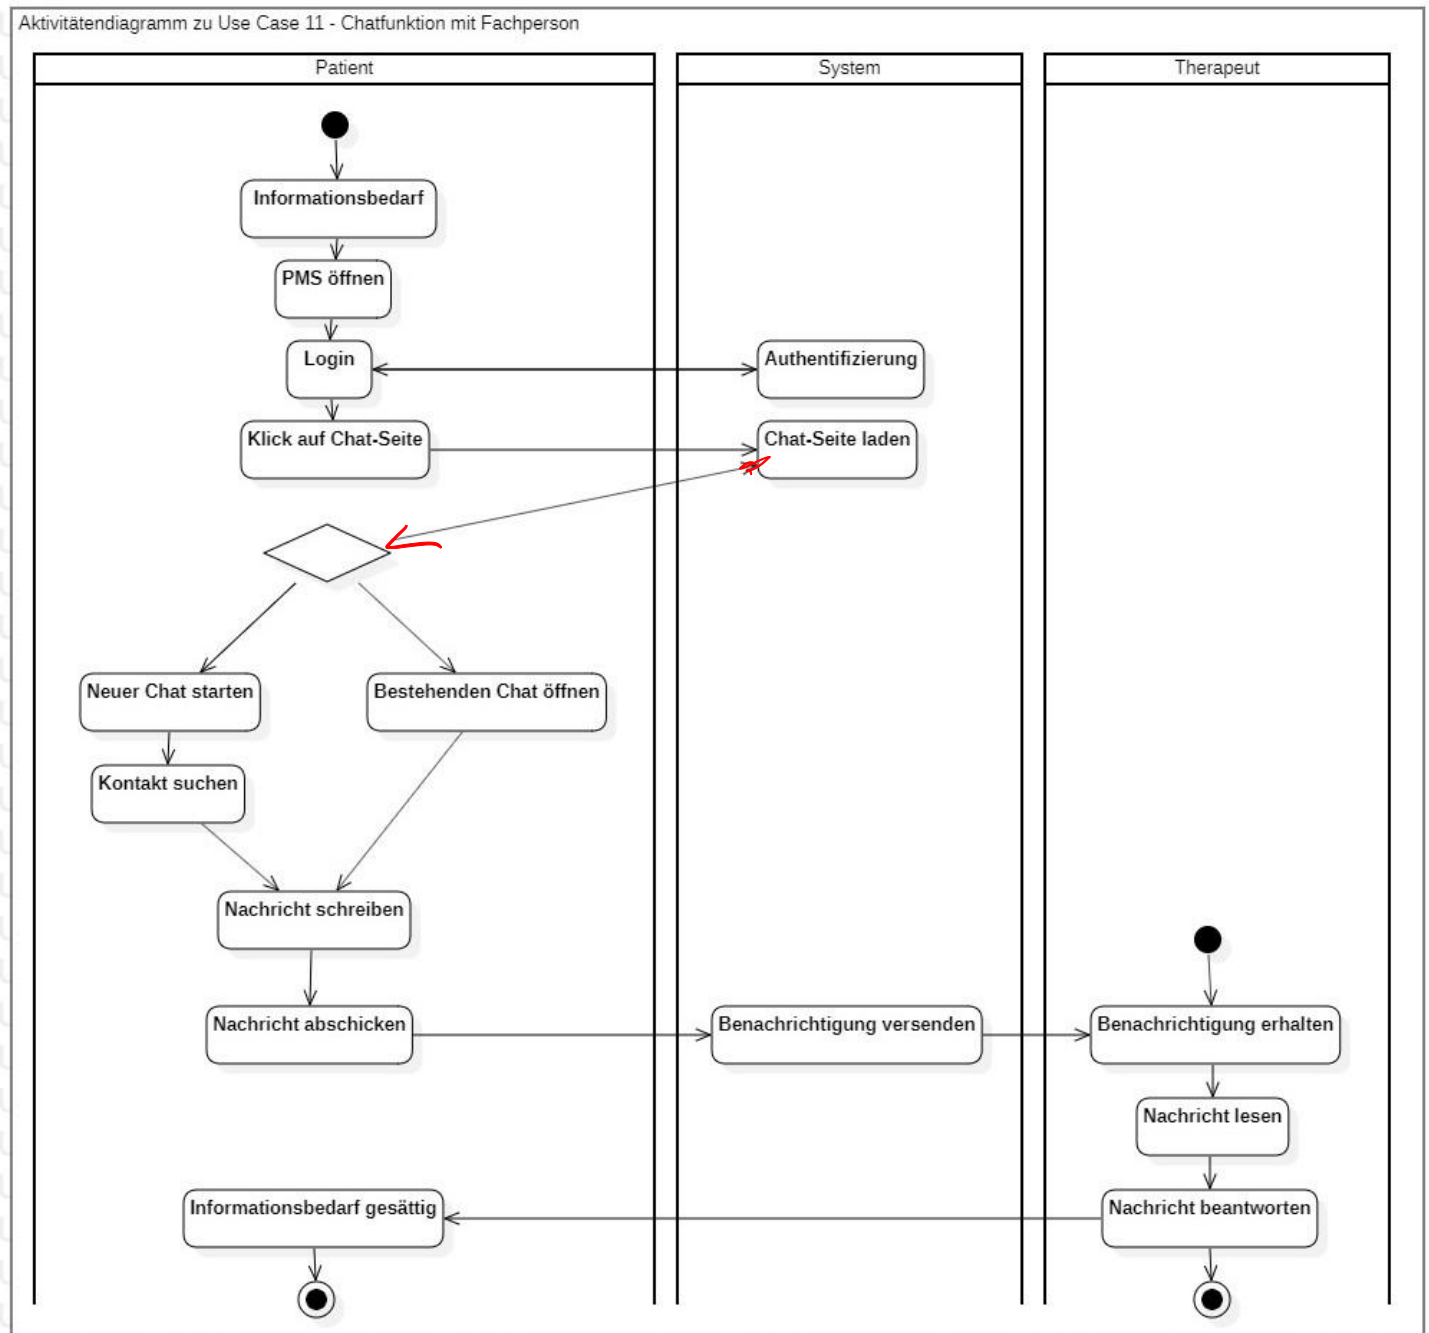 Aktivitätendiagramm zu Use Case 11 - Chatfunktion mit Fachperson
Patient
System
Therapeut
Informationsbedarf
PMS öffnen
Login
Authentifizierung
Klick auf Chat-Seite
Chat-Seite laden
Neuer Chat starten
Bestehenden Chat öffnen
Kontakt suchen
Nachricht schreiben
Nachricht abschicken
Benachrichtigung versenden
Benachrichtigung erhalten
Nachricht lesen
Informationsbedarf gesättig
Nachricht beantworten